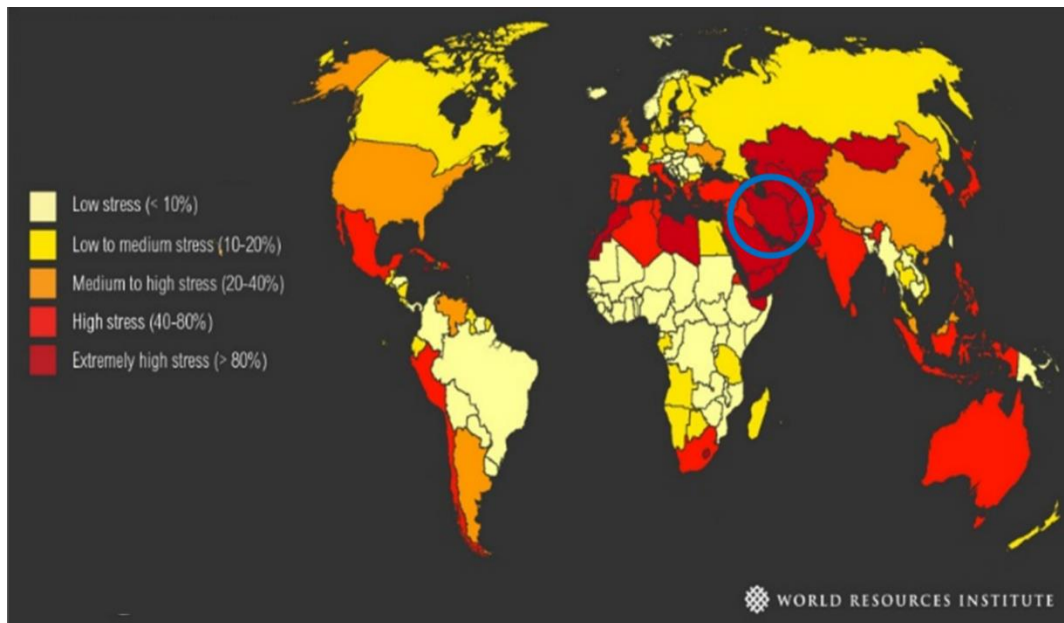 Low stress (< 10%)
Low to medium stress (10-20%)
Medium to high stress (20-40%)
High stress (40-80%)
Extremely high stress (> 80%)
WORLD RESOURCES INSTITUTE